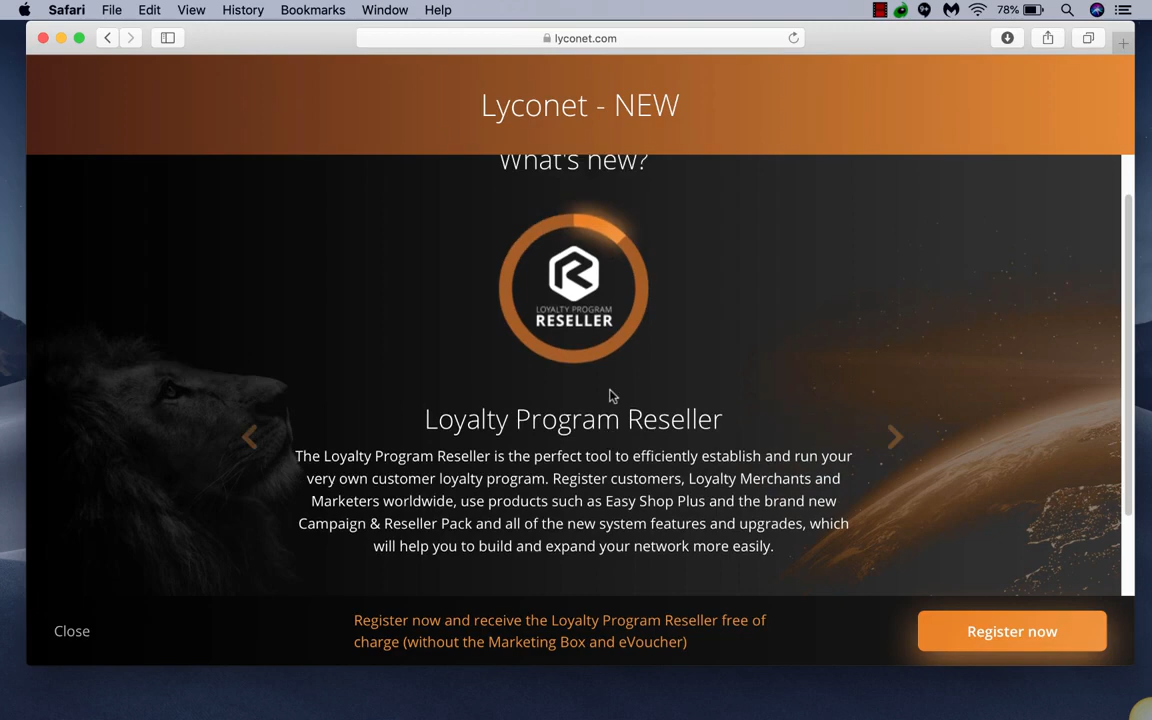 Safari File Edit View History Bookmarks Window Help 78%
lyconet.com
Lyconet - NEW
What's new?
LOYALTY PROGRAM
RESELLER
Loyalty Program Reseller
The Loyalty Program Reseller is the perfect tool to efficiently establish and run your
very own customer loyalty program. Register customers, Loyalty Merchants and
Marketers worldwide, use products such as Easy Shop Plus and the brand new
Campaign & Reseller Pack and all of the new system features and upgrades, which
will help you to build and expand your network more easily.
Close
Register now and receive the Loyalty Program Reseller free of
charge (without the Marketing Box and eVoucher)
Register now